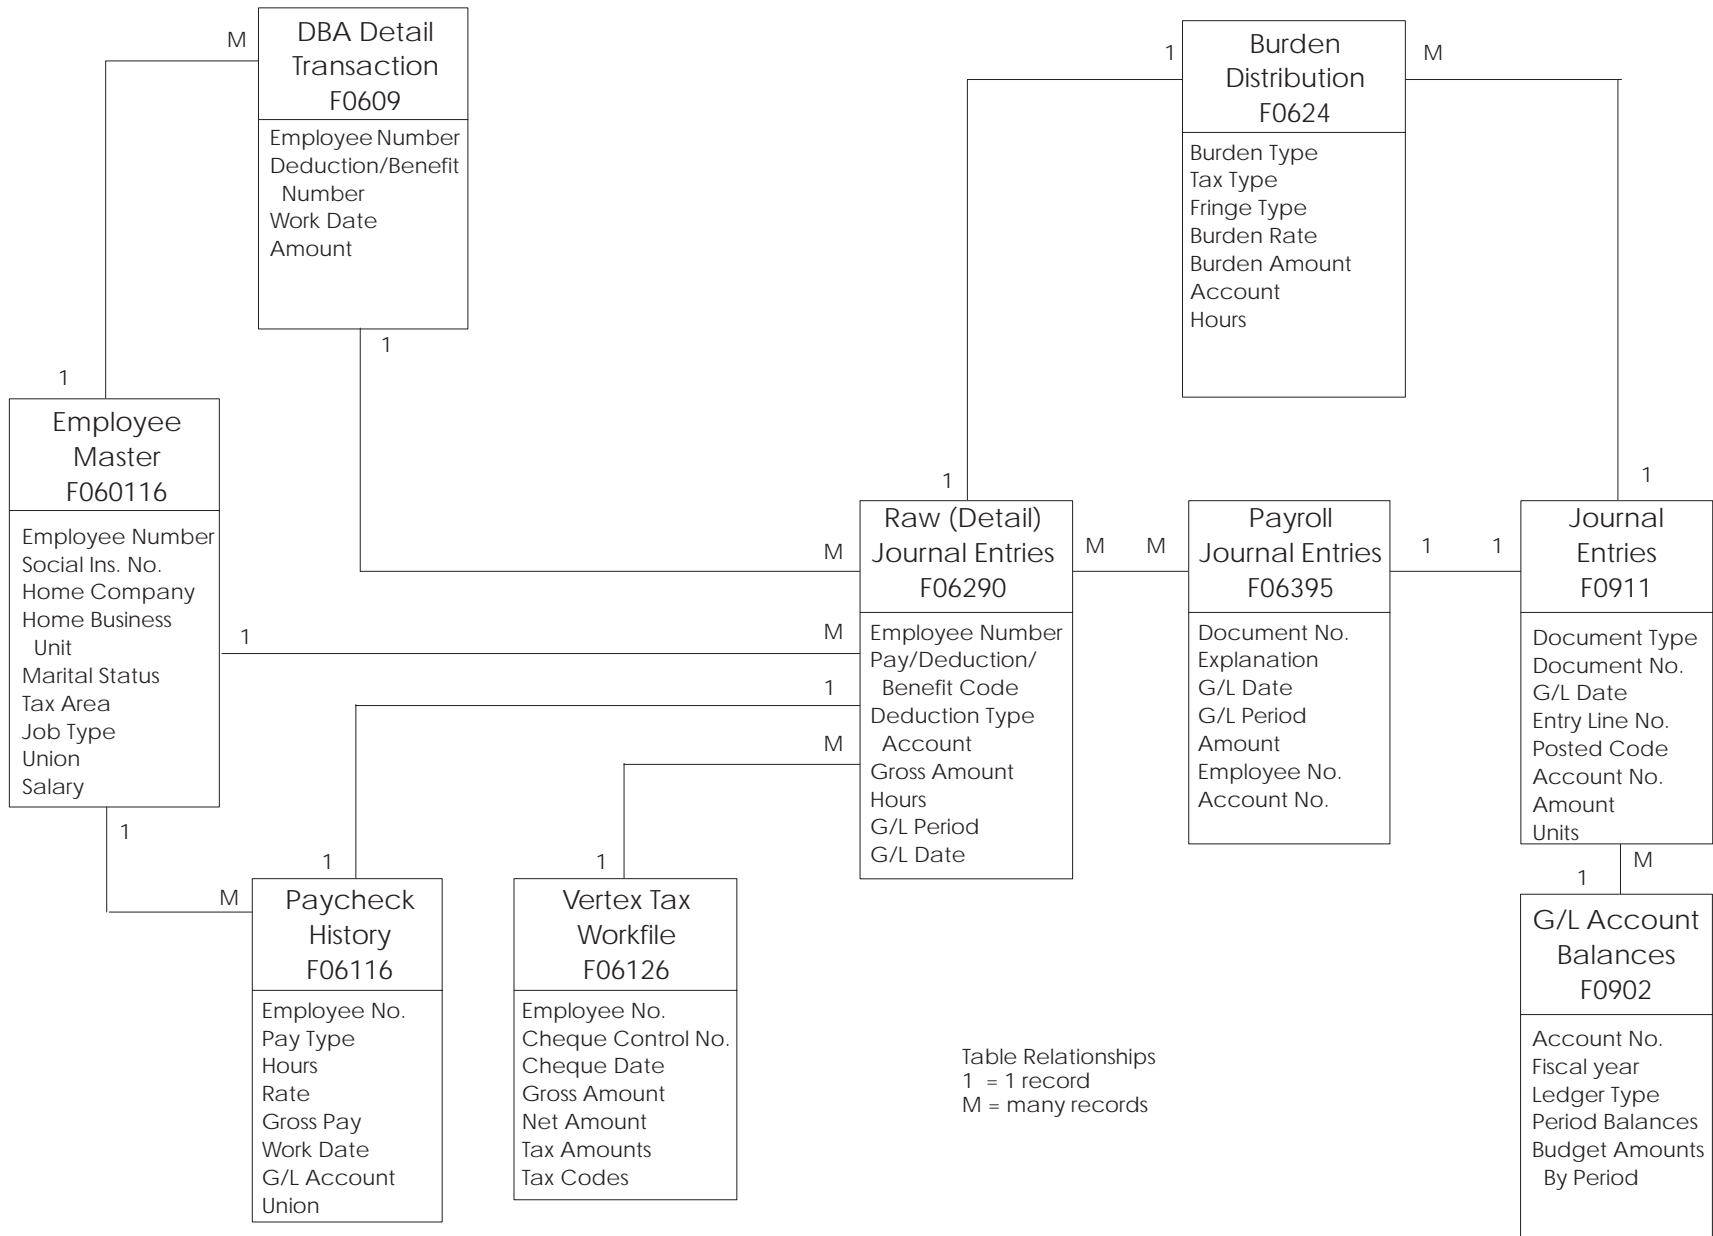 M
DBA Detail
Transaction
F0609
Employee Number
Deduction/Benefit
Number
Work Date
Amount
1
1
Burden
Distribution
F0624
M
Burden Type
Tax Type
Fringe Type
Burden Rate
Burden Amount
Account
Hours
1
Employee
Master
F060116
Employee Number
Social Ins. No.
Home Company
Home Business
Unit
Marital Status
Tax Area
Job Type
Union
Salary
1
M
1
M
1
M
1
Raw (Detail)
Journal Entries
F06290
Employee Number
Pay/Deduction/
Benefit Code
Deduction Type
Account
Gross Amount
Hours
G/L Period
G/L Date
M M
Payroll
Journal Entries
F06395
Document No.
Explanation
G/L Date
G/L Period
Amount
Employee No.
Account No.
1 1
1
Journal
Entries
F0911
Document Type
Document No.
G/L Date
Entry Line No.
Posted Code
Account No.
Amount
Units
M
1
M
1
Paycheck
History
F06116
Employee No.
Pay Type
Hours
Rate
Gross Pay
Work Date
G/L Account
Union
1
Vertex Tax
Workfile
F06126
Employee No.
Cheque Control No.
Cheque Date
Gross Amount
Net Amount
Tax Amounts
Tax Codes
Table Relationships
1 = 1 record
M = many records
1
G/L Account
Balances
F0902
Account No.
Fiscal year
Ledger Type
Period Balances
Budget Amounts
By Period